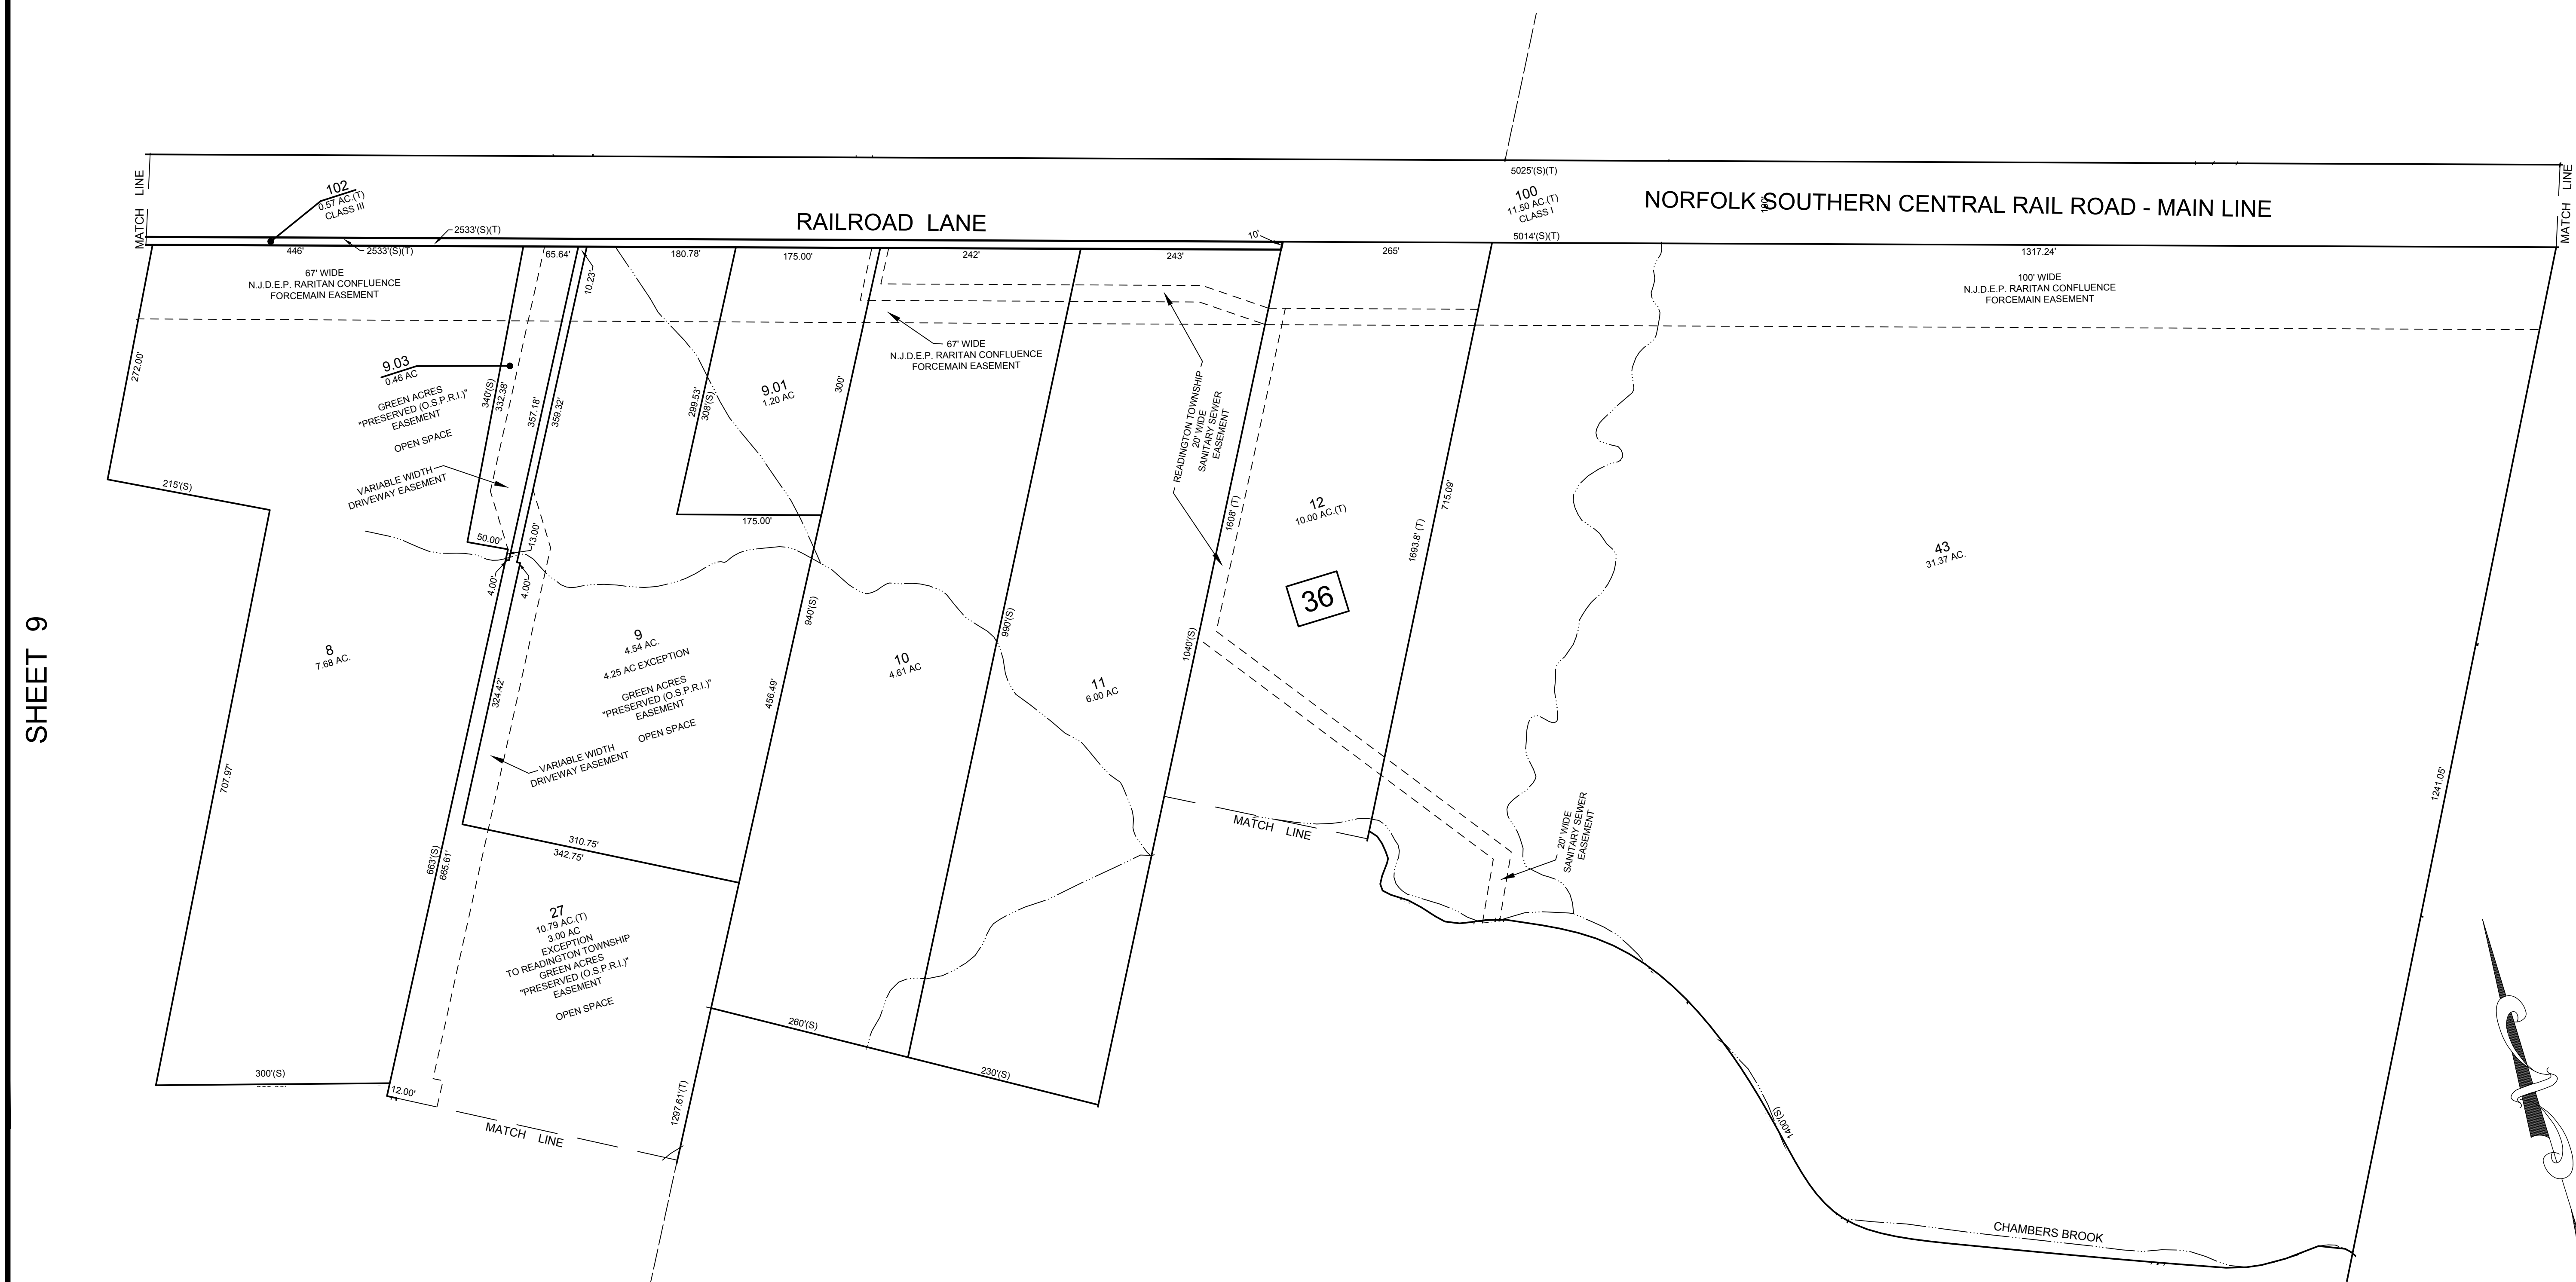 SHEET 9
MATCH LINE
102
0.57 AC.(T)
CLASS III
2533'(S)(T)
2533'(S)(T)
RAILROAD LANE
5025'(S)(T)
100
11.50 AC.(T)
CLASS I
100'
NORFOLK SOUTHERN CENTRAL RAIL ROAD - MAIN LINE
5014'(S)(T)
MATCH LINE
446'
65.64'
10.23'
180.78'
175.00'
242'
243'
10'
265'
1317.24'
67' WIDE
N.J.D.E.P. RARITAN CONFLUENCE
FORCEMAIN EASEMENT
100' WIDE
N.J.D.E.P. RARITAN CONFLUENCE
FORCEMAIN EASEMENT
67' WIDE
N.J.D.E.P. RARITAN CONFLUENCE
FORCEMAIN EASEMENT
272.00'
9.03
0.46 AC
GREEN ACRES
"PRESERVED (O.S.P.R.I.)"
EASEMENT
OPEN SPACE
340'(S)
332.38'
357.18'
359.32'
299.53'
308'(S)
9.01
1.20 AC
300'
READINGTON TOWNSHIP
20' WIDE
SANITARY SEWER
EASEMENT
VARIABLE WIDTH
DRIVEWAY EASEMENT
215'(S)
50.00'
13.00'
175.00'
4.00'
4.00'
1608' (T)
12
10.00 AC.(T)
715.09'
1693.8' (T)
43
31.37 AC.
36
8
7.68 AC.
9
4.54 AC.
4.25 AC EXCEPTION
GREEN ACRES
"PRESERVED (O.S.P.R.I.)"
EASEMENT
OPEN SPACE
324.42'
940'(S)
456.49'
10
4.61 AC
990'(S)
11
6.00 AC
1040'(S)
VARIABLE WIDTH
DRIVEWAY EASEMENT
707.97'
1241.05'
MATCH LINE
20' WIDE
SANITARY SEWER
EASEMENT
310.75'
342.75'
663'(S)
665.61'
27
10.79 AC.(T)
3.00 AC
EXCEPTION
TO READINGTON TOWNSHIP
GREEN ACRES
"PRESERVED (O.S.P.R.I.)"
EASEMENT
OPEN SPACE
260'(S)
230'(S)
300'(S)
12.00'
1297.61'(T)
MATCH LINE
1400'(S)
CHAMBERS BROOK